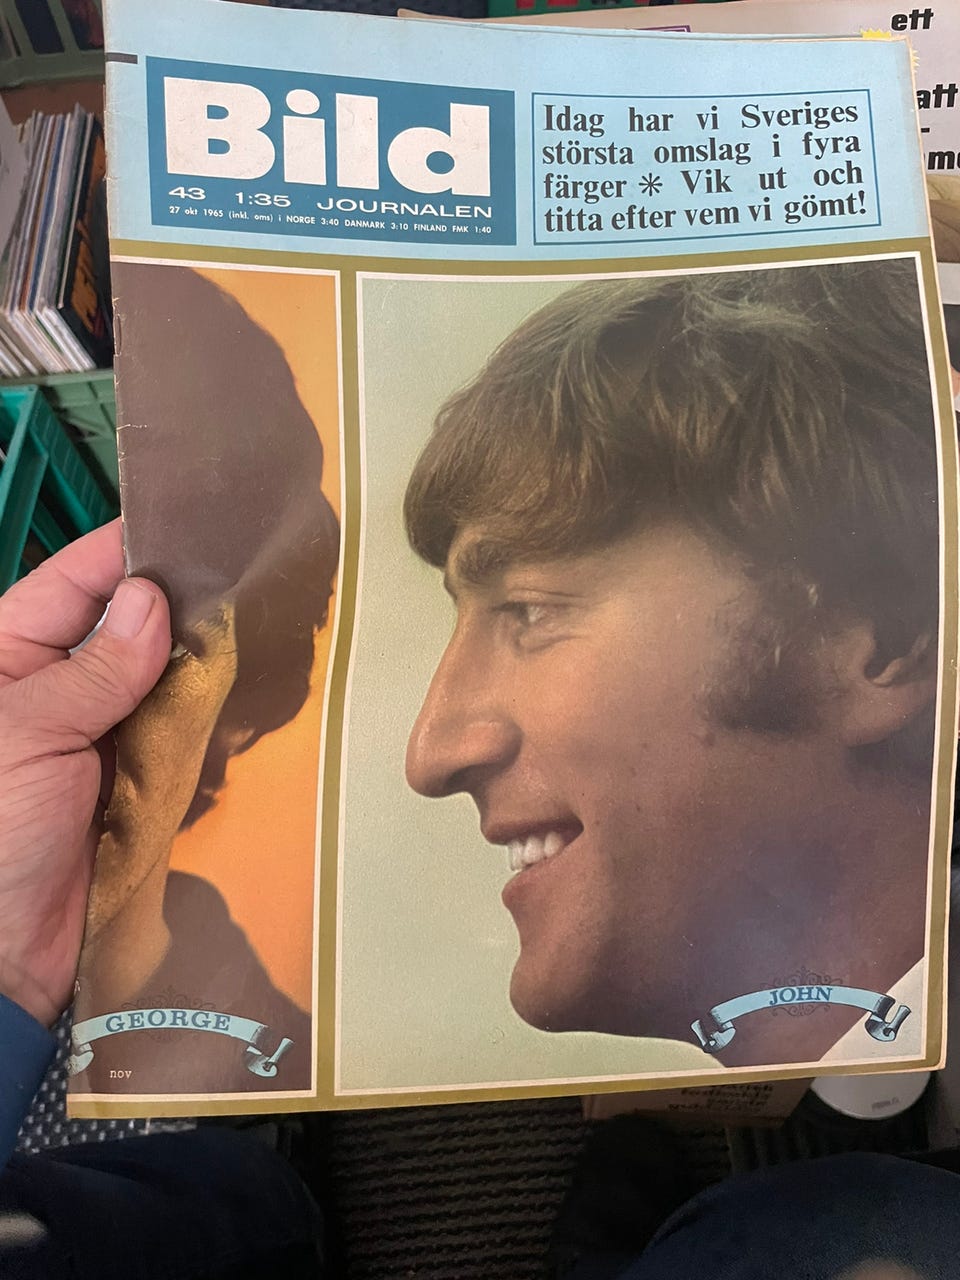 ett
att
Bild
43 1:35 JOURNALEN
27 okt 1965 (inkl. oms) i NORGE 3:40 DANMARK 3:10 FINLAND FMK 1:40
Idag har vi Sveriges
största omslag i fyra
färger * Vik ut och
titta efter vem vi gömt!
GEORGE
nov
JOHN